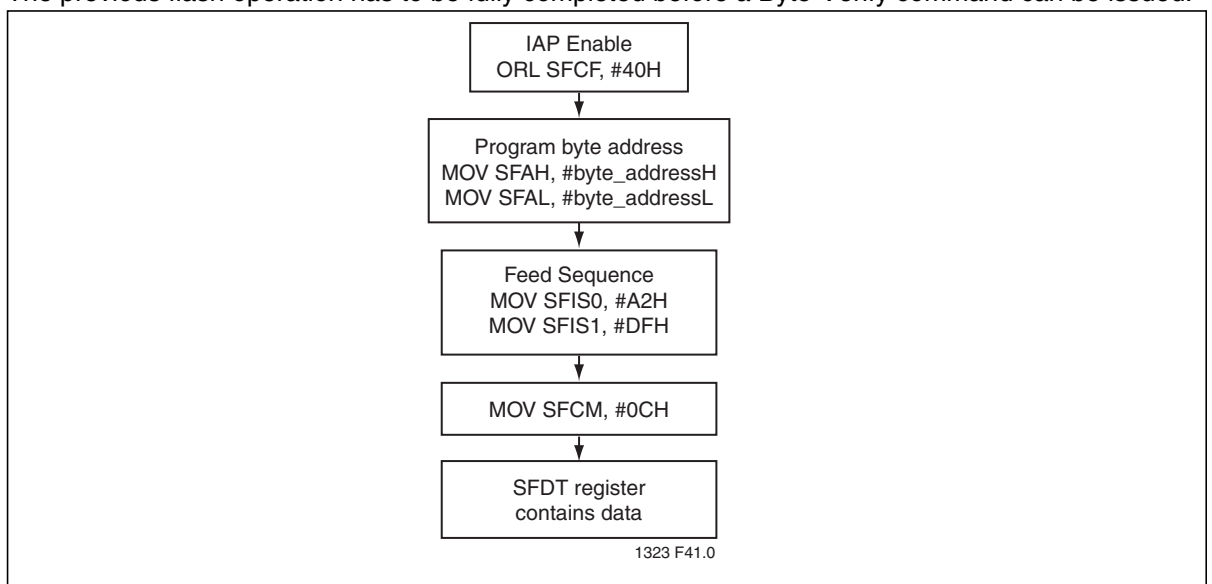 The previous flash operation has to be fully completed before a Byte-Verify command can be issued.
IAP Enable
ORL SFCF, #40H
Program byte address
MOV SFAH, #byte_addressH
MOV SFAL, #byte_addressL
Feed Sequence
MOV SFIS0, #A2H
MOV SFIS1, #DFH
MOV SFCM, #0CH
SFDT register
contains data
1323 F41.0